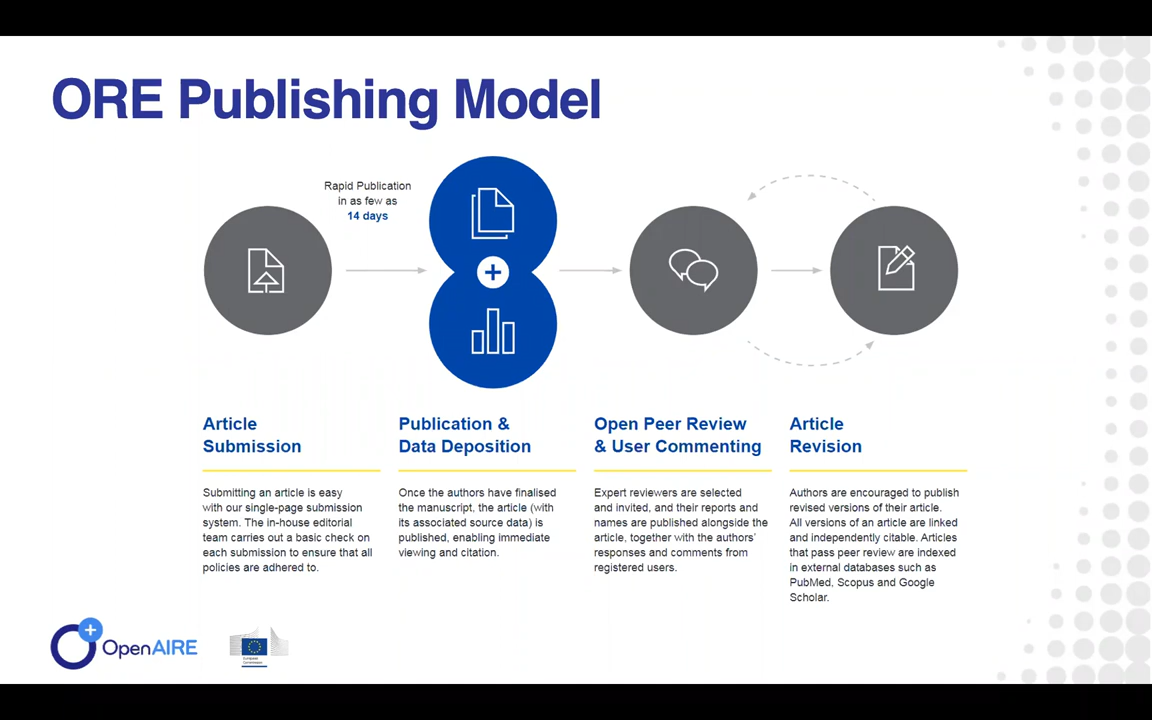 ORE Publishing Model
Rapid Publication
in as few as
14 days
Article
Submission
Submitting an article is easy
with our single-page submission
system. The in-house editorial
team carries out a basic check on
each submission to ensure that all
policies are adhered to.
Publication &
Data Deposition
Once the authors have finalised
the manuscript, the article (with
its associated source data) is
published, enabling immediate
viewing and citation.
Open Peer Review
& User Commenting
Expert reviewers are selected
and invited, and their reports and
names are published alongside the
article, together with the authors'
responses and comments from
registered users.
Article
Revision
Authors are encouraged to publish
revised versions of their article.
All versions of an article are linked
and independently citable. Articles
that pass peer review are indexed
in external databases such as
PubMed, Scopus and Google
Scholar.
OpenAIRE
European
Commission